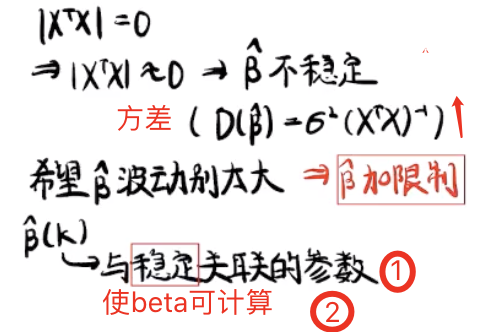 |XᵀX|=0
⇒|XᵀX|≈0 → β̂不稳定
方差 ( D(β̂)=σ²(XᵀX)⁻¹) ↑
希望β̂波动别太大 ⇒ β̂加限制
β̂(k)
↳与稳定关联的参数 ①
使beta可计算 ②